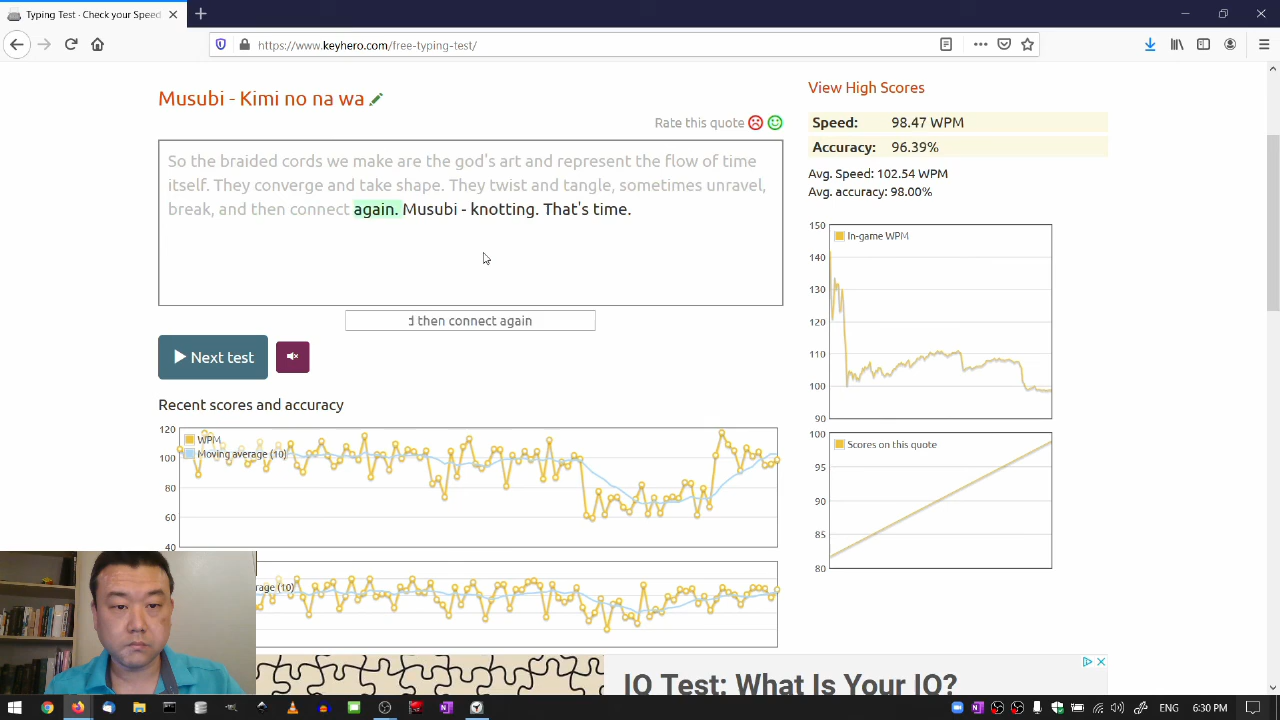 Typing Test - Check your Speed
https://www.keyhero.com/free-typing-test/
Musubi - Kimi no na wa
Rate this quote
So the braided cords we make are the god's art and represent the flow of time
itself. They converge and take shape. They twist and tangle, sometimes unravel,
break, and then connect again. Musubi - knotting. That's time.
d then connect again
Next test
Recent scores and accuracy
120
WPM
Moving average (10)
100
80
60
40
rage (10)
View High Scores
Speed: 98.47 WPM
Accuracy: 96.39%
Avg. Speed: 102.54 WPM
Avg. accuracy: 98.00%
150
In-game WPM
140
130
120
110
100
90
100
Scores on this quote
95
90
85
80
IQ Test: What Is Your IQ?
ENG
6:30 PM